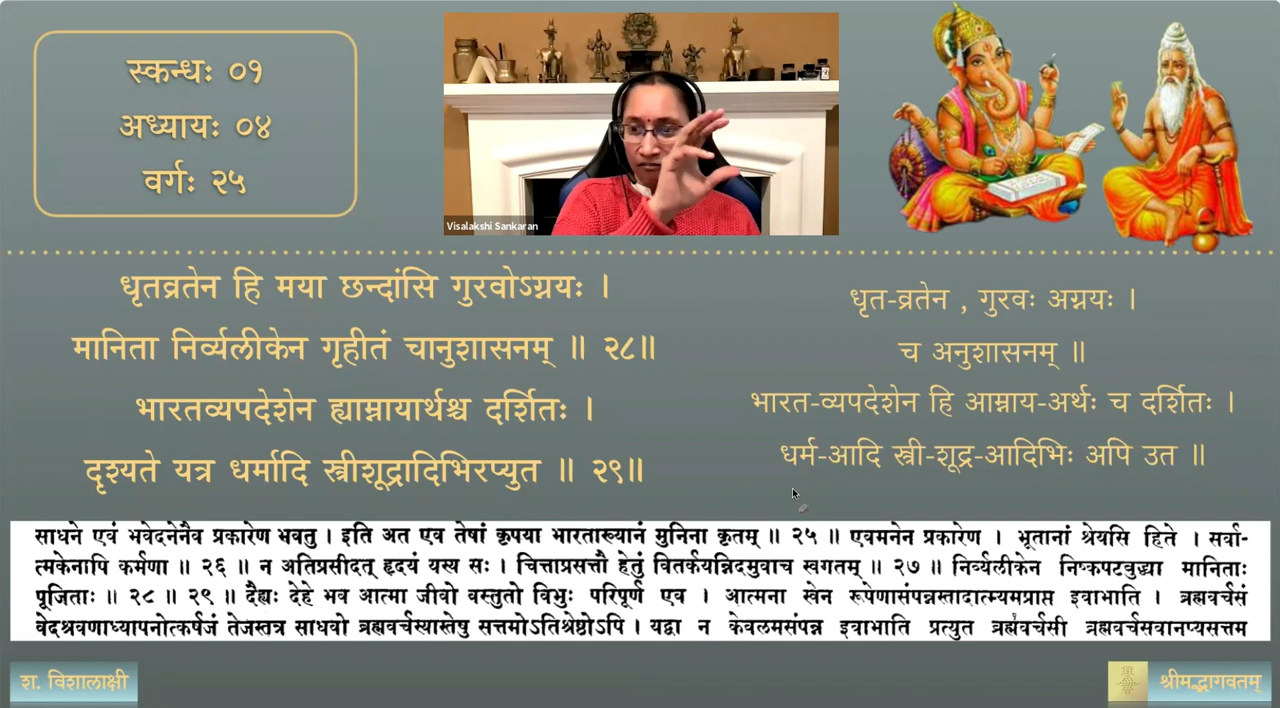 स्कन्धः ०१
अध्यायः ०४
वर्गः २५
Visalakshi Sankaran
धृतव्रतेन हि मया छन्दांसि गुरवोऽग्नयः ।
मानिता निर्व्यलीकेन गृहीतं चानुशासनम् ॥ २८॥
भारतव्यपदेशेन ह्याम्नायार्थश्च दर्शितः ।
दृश्यते यत्र धर्मादि स्त्रीशूद्रादिभिरप्युत ॥ २९॥
धृत-व्रतेन , गुरवः अग्नयः ।
च अनुशासनम् ॥
भारत-व्यपदेशेन हि आम्नाय-अर्थः च दर्शितः ।
धर्म-आदि स्त्री-शूद्र-आदिभिः अपि उत ॥
साधने एवं भवेदनेनैव प्रकारेण भवतु । इति अत एव तेषां कृपया भारताख्यानं मुनिना कृतम् ॥ २५ ॥ एवमनेन प्रकारेण । भूतानां श्रेयसि हिते । सर्वा-
त्मकेनापि कर्मणा ॥ २६ ॥ न अतिप्रसीदत् हृदयं यस्य सः । चित्ताप्रसत्तौ हेतुं वितर्कयन्निदमुवाच स्वगतम् ॥ २७ ॥ निर्व्यलीकेन निष्कपटबुद्ध्या मानिताः
पूजिताः ॥ २८ ॥ २९ ॥ दैह्यः देहे भव आत्मा जीवो वस्तुतो विभुः परिपूर्ण एव । आत्मना स्वेन रूपेणासंपन्नस्तादात्म्यमप्राप्त इवाभाति । ब्रह्मवर्चसं
वेदश्रवणाध्यापनोत्कर्षजं तेजस्तत्र साधवो ब्रह्मवर्चस्यास्तेषु सत्तमोऽतिश्रेष्ठोऽपि । यद्वा न केवलमसंपन्न इवाभाति प्रत्युत ब्रह्मवर्चसी ब्रह्मवर्चसवानप्यसत्तम
श. विशालाक्षी
श्रीमद्भागवतम्